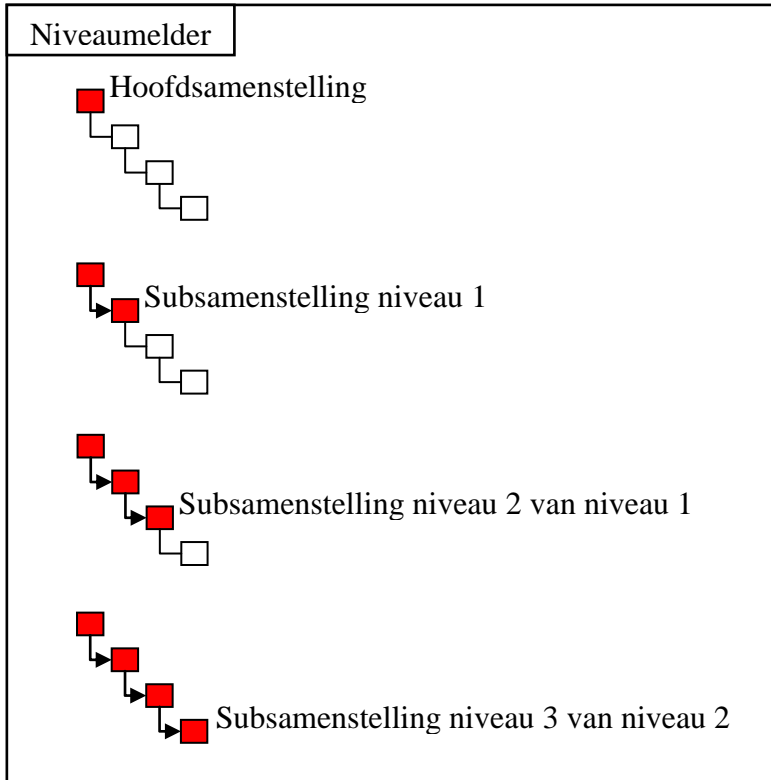 Niveaumelder
Hoofdsamenstelling
Subsamenstelling niveau 1
Subsamenstelling niveau 2 van niveau 1
Subsamenstelling niveau 3 van niveau 2